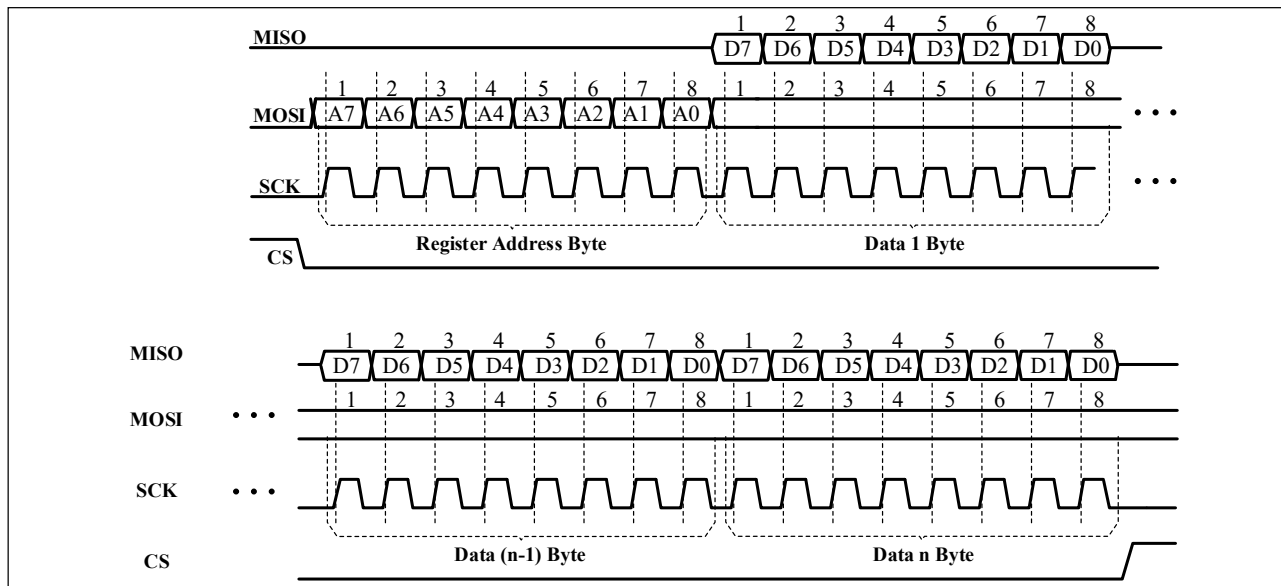 1 2 3 4 5 6 7 8
MISO D7 D6 D5 D4 D3 D2 D1 D0
1 2 3 4 5 6 7 8 1 2 3 4 5 6 7 8
MOSI A7 A6 A5 A4 A3 A2 A1 A0 • • •
SCK • • •
Register Address Byte Data 1 Byte
CS
1 2 3 4 5 6 7 8 1 2 3 4 5 6 7 8
MISO D7 D6 D5 D4 D3 D2 D1 D0 D7 D6 D5 D4 D3 D2 D1 D0
1 2 3 4 5 6 7 8 1 2 3 4 5 6 7 8
MOSI • • •
SCK • • •
Data (n-1) Byte Data n Byte
CS